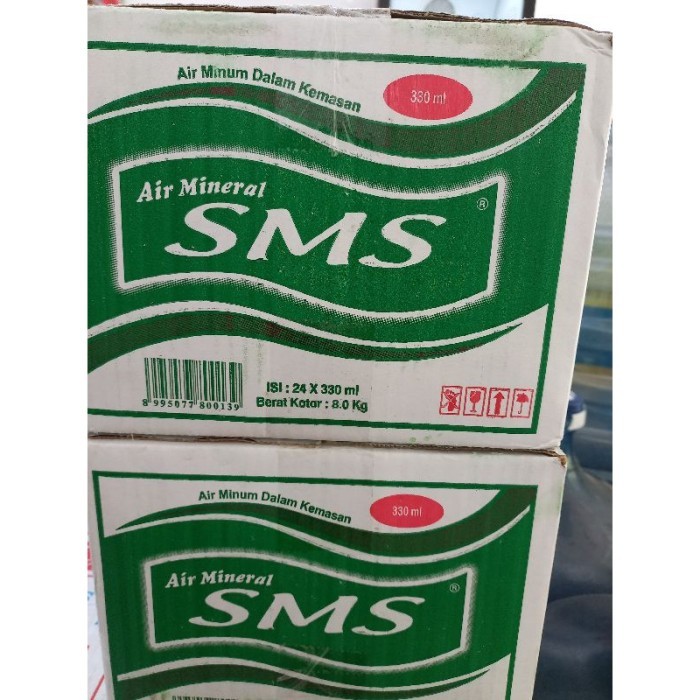 Air Minum Dalam Kemasan
330 ml
Air Mineral
SMS ®
ISI : 24 X 330 ml
Berat Kotor : 8.0 Kg
8 995077 800139
Air Minum Dalam Kemasan
330 ml
Air Mineral
SMS ®